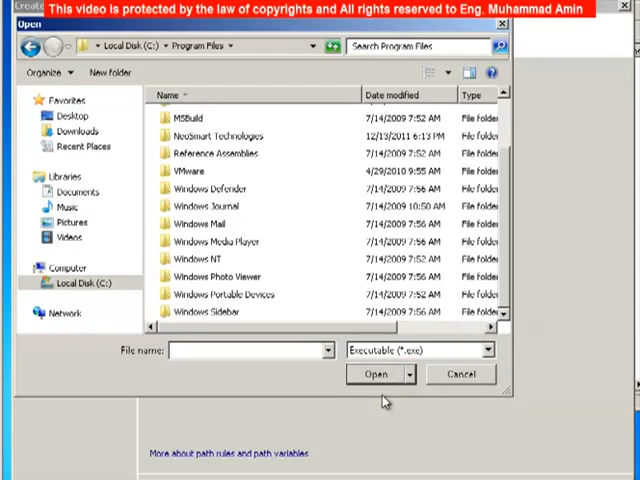 Create
This video is protected by the law of copyrights and All rights reserved to Eng. Muhammad Amin
Open
Local Disk (C:) Program Files
Search Program Files
Organize New folder
Name Date modified Type
Favorites
Desktop
Downloads
Recent Places
Libraries
Documents
Music
Pictures
Videos
Computer
Local Disk (C:)
Network
MSBuild 7/14/2009 7:52 AM File folder
NeoSmart Technologies 12/13/2011 6:13 PM File folder
Reference Assemblies 7/14/2009 7:52 AM File folder
VMware 4/29/2010 9:55 AM File folder
Windows Defender 7/14/2009 7:56 AM File folder
Windows Journal 7/14/2009 10:50 AM File folder
Windows Mail 7/14/2009 7:56 AM File folder
Windows Media Player 7/14/2009 7:56 AM File folder
Windows NT 7/14/2009 7:52 AM File folder
Windows Photo Viewer 7/14/2009 7:56 AM File folder
Windows Portable Devices 7/14/2009 7:52 AM File folder
Windows Sidebar 7/14/2009 7:56 AM File folder
File name: Executable (*.exe)
Open Cancel
More about path rules and path variables